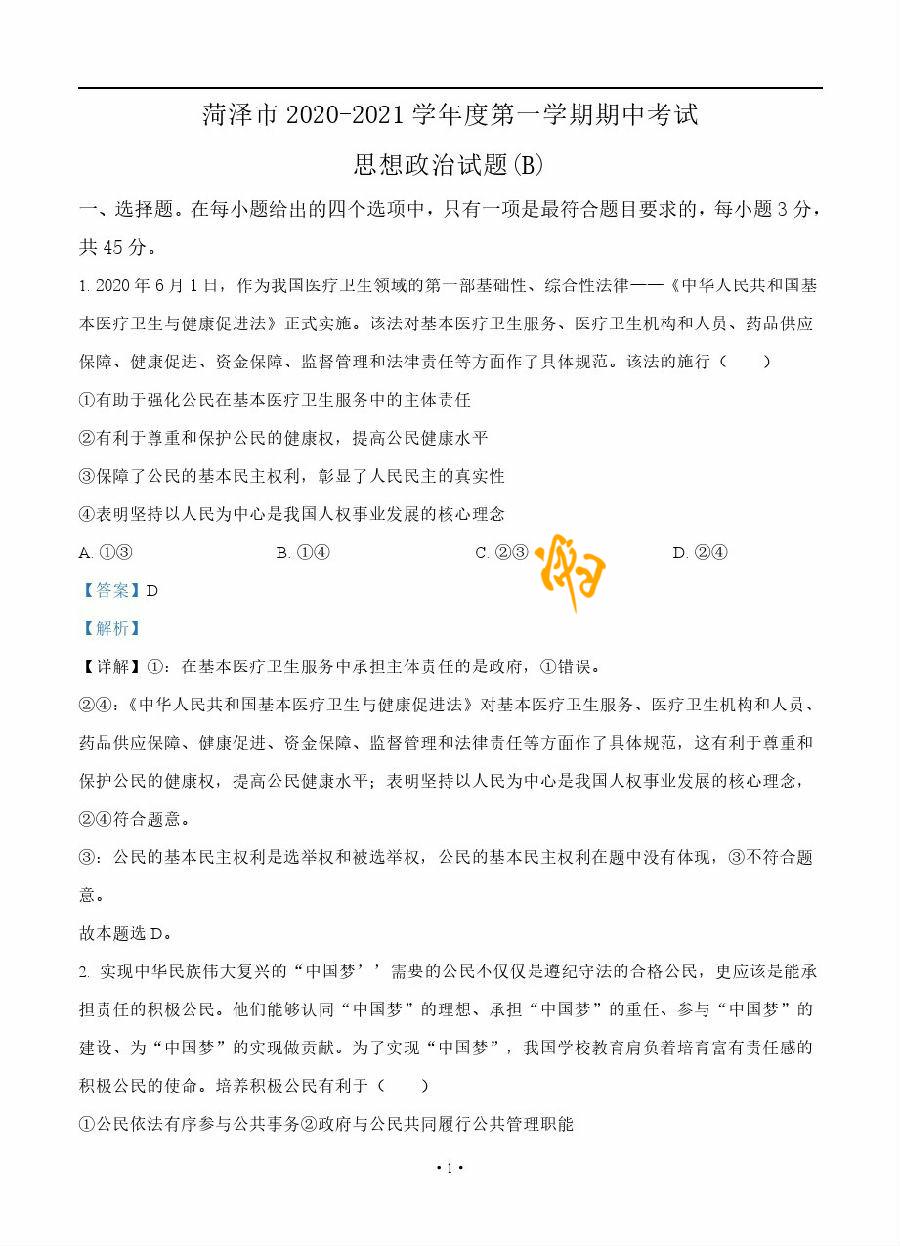 菏泽市 2020-2021 学年度第一学期期中考试
思想政治试题(B)
一、选择题。在每小题给出的四个选项中，只有一项是最符合题目要求的，每小题 3 分，
共 45 分。
1. 2020 年 6 月 1 日，作为我国医疗卫生领域的第一部基础性、综合性法律——《中华人民共和国基
本医疗卫生与健康促进法》正式实施。该法对基本医疗卫生服务、医疗卫生机构和人员、药品供应
保障、健康促进、资金保障、监督管理和法律责任等方面作了具体规范。该法的施行（　　）
①有助于强化公民在基本医疗卫生服务中的主体责任
②有利于尊重和保护公民的健康权，提高公民健康水平
③保障了公民的基本民主权利，彰显了人民民主的真实性
④表明坚持以人民为中心是我国人权事业发展的核心理念
A. ①③ B. ①④ C. ②③ D. ②④
【答案】D
【解析】
【详解】①：在基本医疗卫生服务中承担主体责任的是政府，①错误。
②④：《中华人民共和国基本医疗卫生与健康促进法》对基本医疗卫生服务、医疗卫生机构和人员、
药品供应保障、健康促进、资金保障、监督管理和法律责任等方面作了具体规范，这有利于尊重和
保护公民的健康权，提高公民健康水平；表明坚持以人民为中心是我国人权事业发展的核心理念，
②④符合题意。
③：公民的基本民主权利是选举权和被选举权，公民的基本民主权利在题中没有体现，③不符合题
意。
故本题选 D。
2. 实现中华民族伟大复兴的“中国梦’’需要的公民不仅仅是遵纪守法的合格公民，更应该是能承
担责任的积极公民。他们能够认同“中国梦”的理想、承担“中国梦”的重任、参与“中国梦”的
建设、为“中国梦”的实现做贡献。为了实现“中国梦”，我国学校教育肩负着培育富有责任感的
积极公民的使命。培养积极公民有利于（　　）
①公民依法有序参与公共事务②政府与公民共同履行公共管理职能
·1·